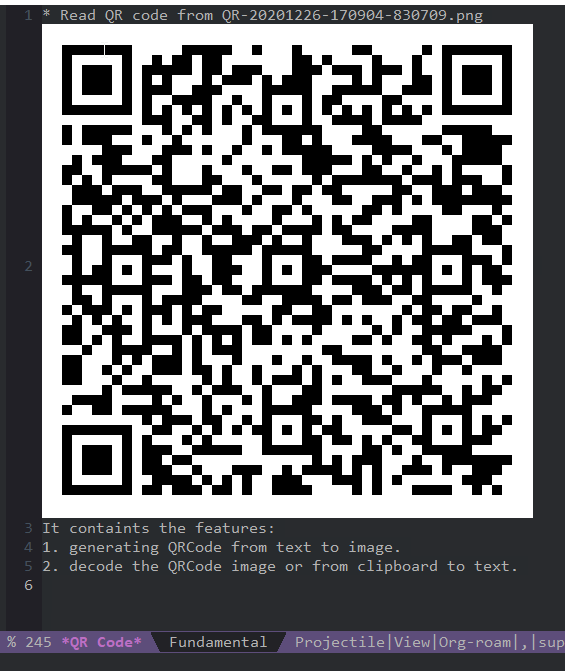 1 * Read QR code from QR-20201226-170904-830709.png
2
3 It containts the features:
4 1. generating QRCode from text to image.
5 2. decode the QRCode image or from clipboard to text.
6
% 245 *QR Code* Fundamental Projectile|View|Org-roam|,|sup